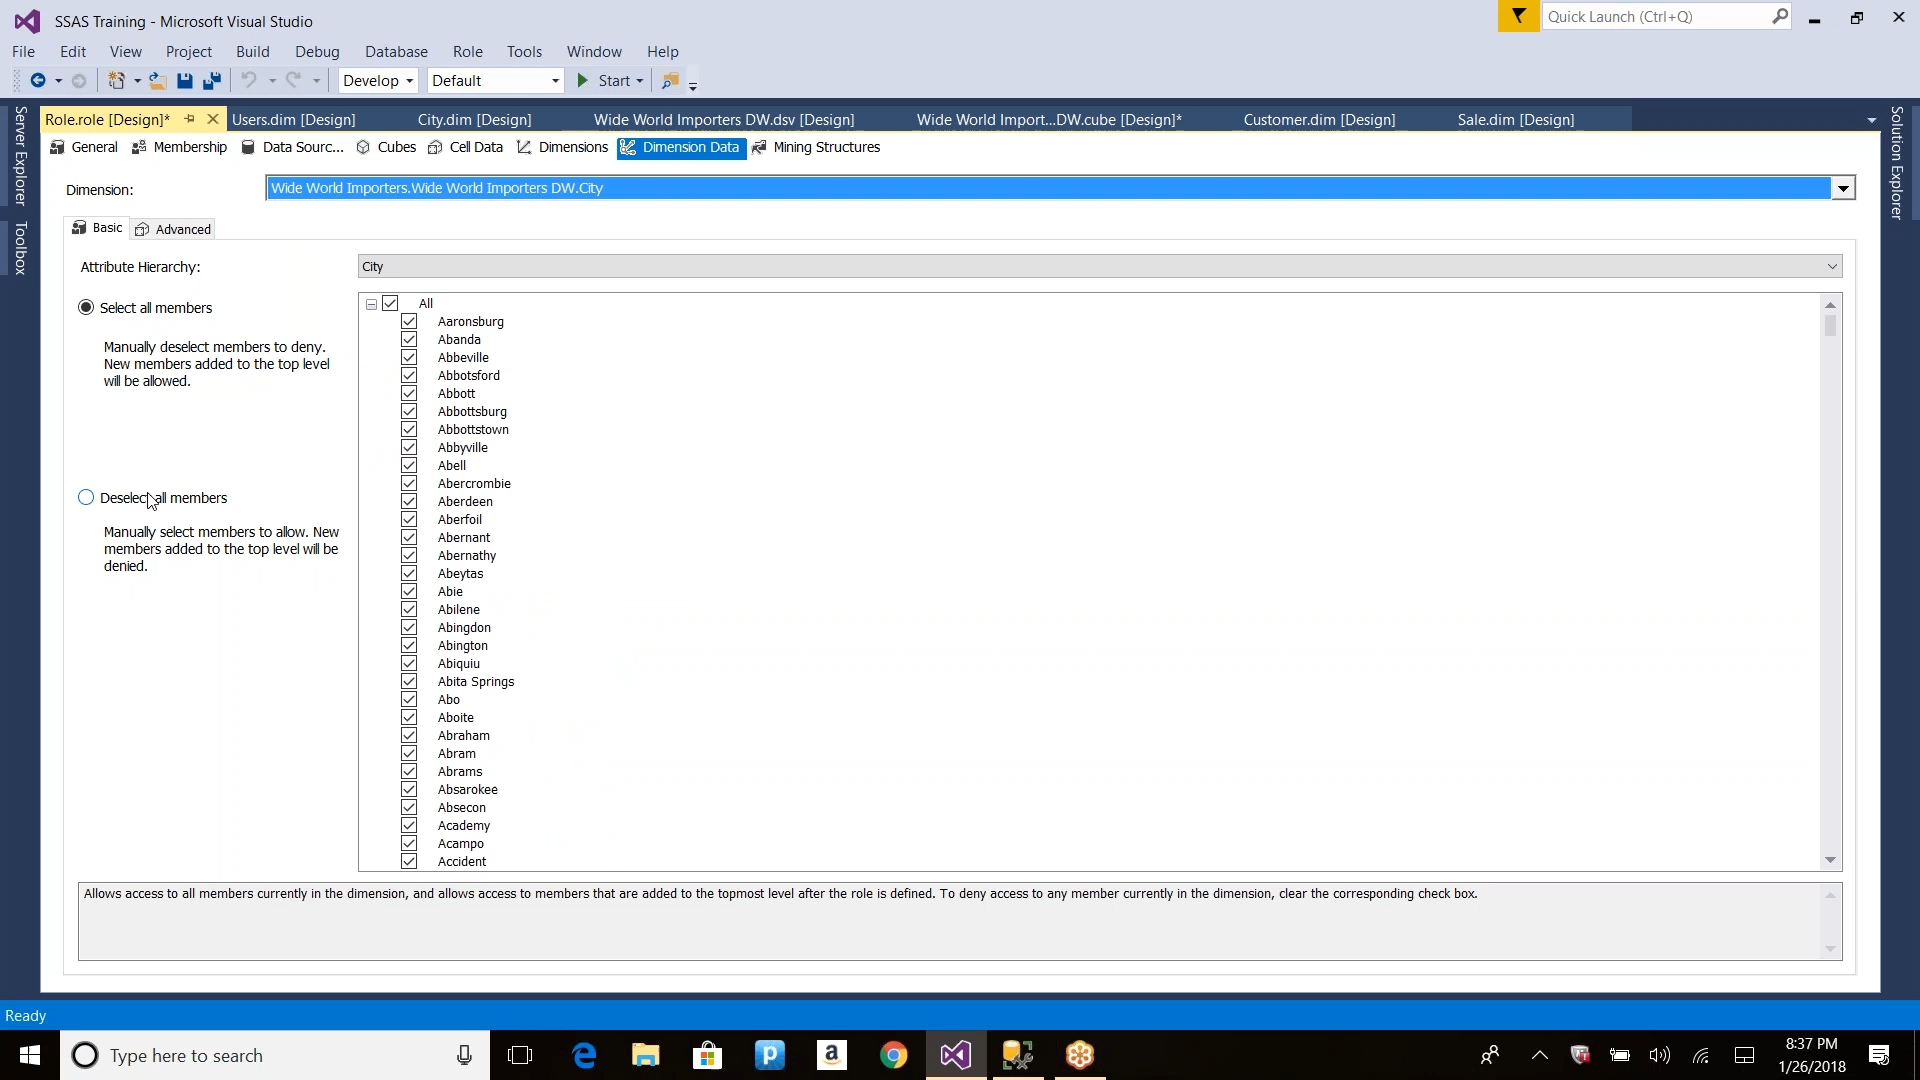 SSAS Training - Microsoft Visual Studio
Quick Launch (Ctrl+Q)
File Edit View Project Build Debug Database Role Tools Window Help
Develop Default Start
Role.role [Design]* Users.dim [Design] City.dim [Design] Wide World Importers DW.dsv [Design] Wide World Import...DW.cube [Design]* Customer.dim [Design] Sale.dim [Design]
Server Explorer
Toolbox
Solution Explorer
General Membership Data Sourc... Cubes Cell Data Dimensions Dimension Data Mining Structures
Dimension: Wide World Importers.Wide World Importers DW.City
Basic Advanced
Attribute Hierarchy: City
Select all members
Manually deselect members to deny.
New members added to the top level
will be allowed.
Deselect all members
Manually select members to allow. New
members added to the top level will be
denied.
All
Aaronsburg
Abanda
Abbeville
Abbotsford
Abbott
Abbottsburg
Abbottstown
Abbyville
Abell
Abercrombie
Aberdeen
Aberfoil
Abernant
Abernathy
Abeytas
Abie
Abilene
Abingdon
Abington
Abiquiu
Abita Springs
Abo
Aboite
Abraham
Abram
Abrams
Absarokee
Absecon
Academy
Acampo
Accident
Allows access to all members currently in the dimension, and allows access to members that are added to the topmost level after the role is defined. To deny access to any member currently in the dimension, clear the corresponding check box.
Ready
Type here to search
8:37 PM
1/26/2018